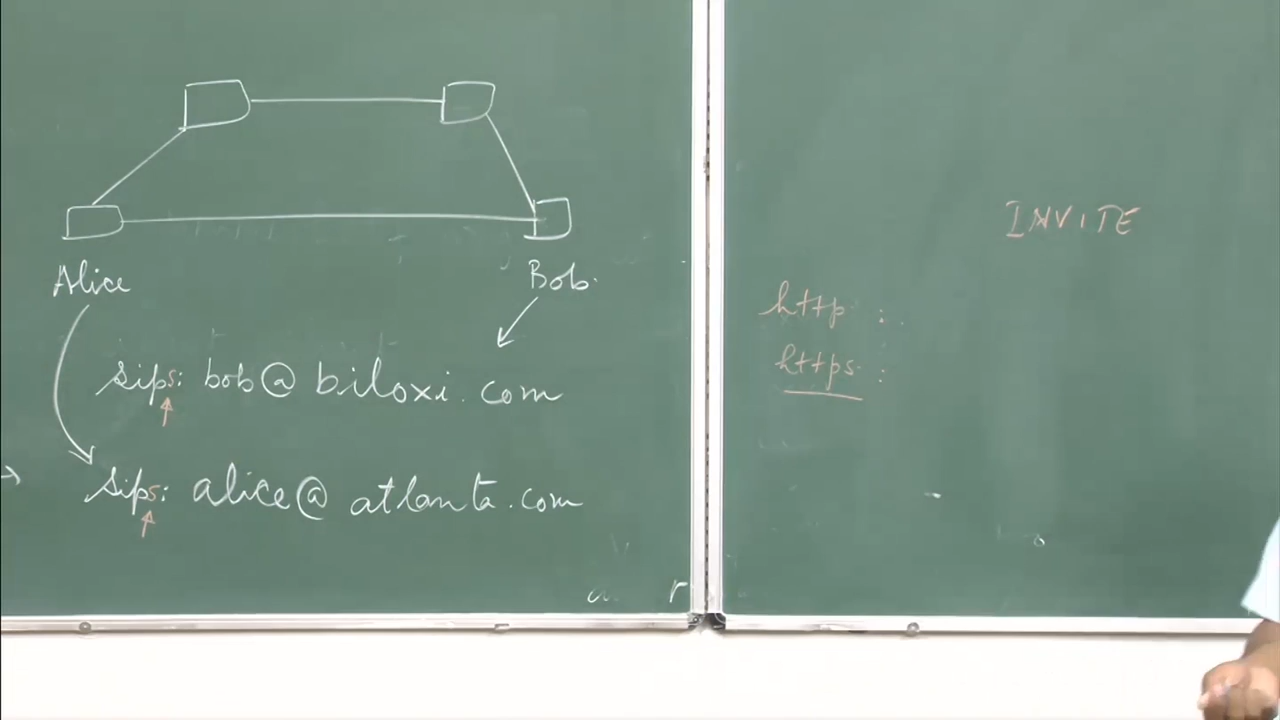 Alice
Bob.
sips: bob@biloxi.com
sips: alice@atlanta.com
INVITE
http :
https :